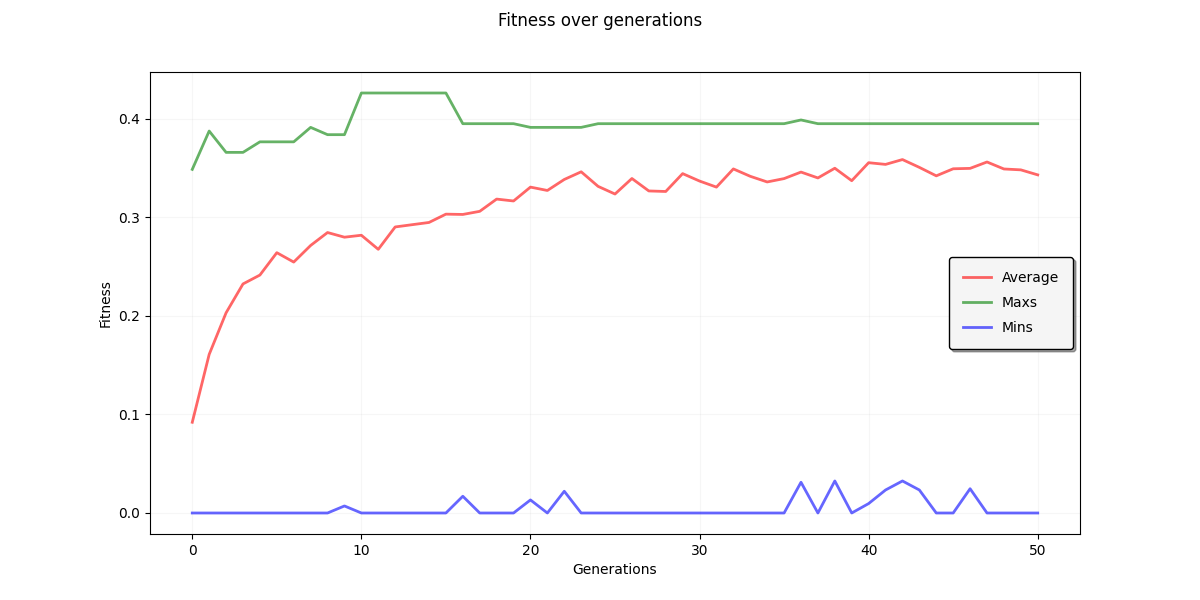 Fitness over generations
0.4
0.3
0.2
0.1
0.0
Fitness
Average
Maxs
Mins
0 10 20 30 40 50
Generations